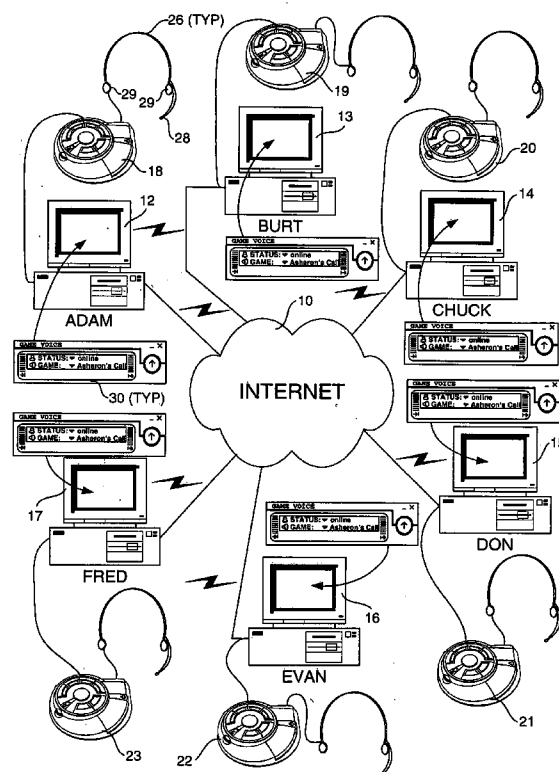 26 (TYP)
29
29
28
18
19
13
20
12
14
BURT
GAME VOICE
STATUS: online
GAME: Asheron's Call
ADAM
CHUCK
10
INTERNET
GAME VOICE
STATUS: online
GAME: Asheron's Call
30 (TYP)
GAME VOICE
STATUS: online
GAME: Asheron's Call
GAME VOICE
STATUS: online
GAME: Asheron's Call
GAME VOICE
STATUS: online
GAME: Asheron's Call
17
15
FRED
DON
GAME VOICE
STATUS: online
GAME: Asheron's Call
16
EVAN
23
22
21